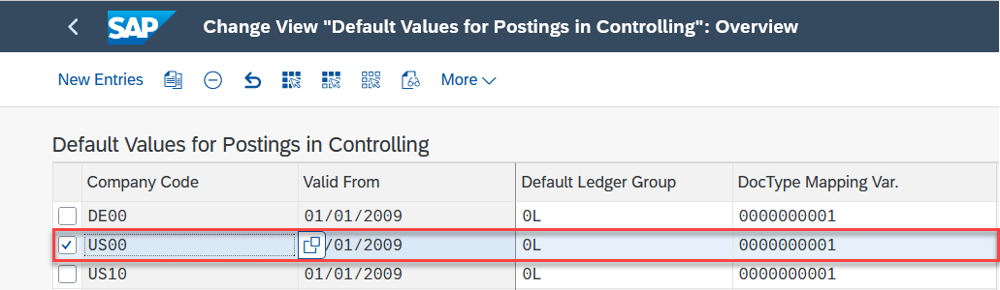 SAP Change View "Default Values for Postings in Controlling": Overview
New Entries More
Default Values for Postings in Controlling
Company Code Valid From Default Ledger Group DocType Mapping Var.
DE00 01/01/2009 0L 0000000001
US00 /01/2009 0L 0000000001
US10 01/01/2009 0L 0000000001